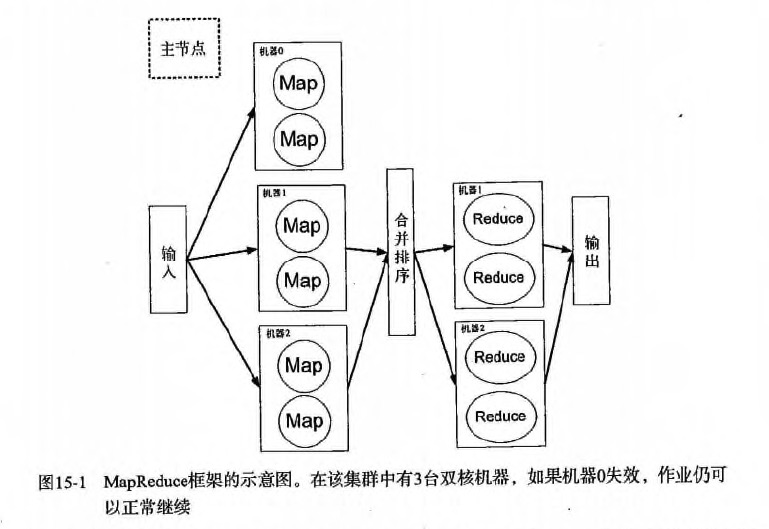 主节点
机器0
Map
Map
机器1
Map
Map
机器2
Map
Map
输入
合并排序
机器1
Reduce
Reduce
机器2
Reduce
Reduce
输出
图15-1 MapReduce框架的示意图。在该集群中有3台双核机器，如果机器0失效，作业仍可
以正常继续